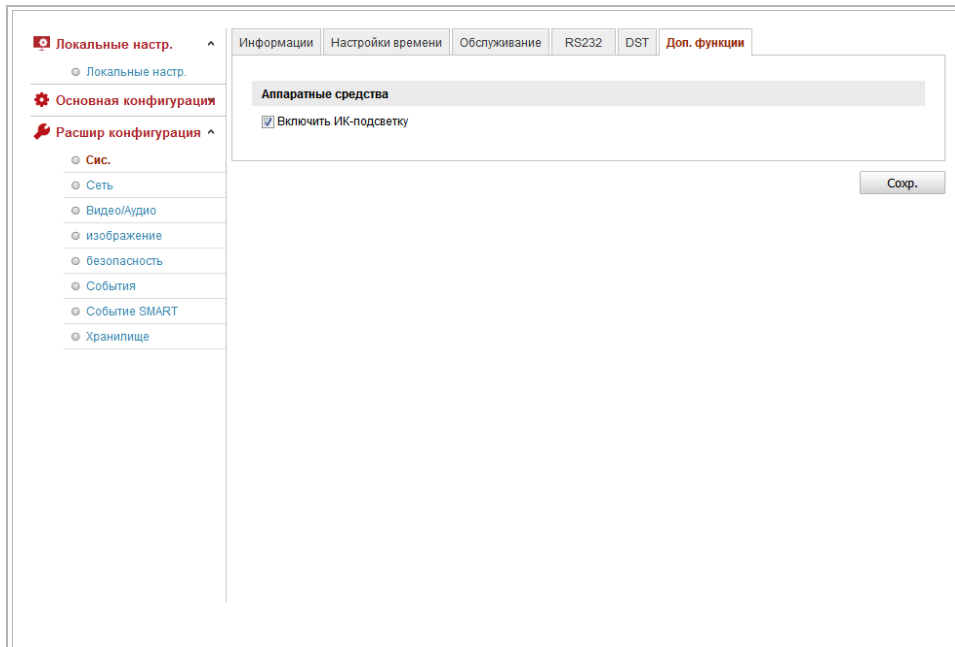 Локальные настр.
Локальные настр.
Основная конфигурация
Расшир конфигурация
Сис.
Сеть
Видео/Аудио
изображение
безопасность
События
Событие SMART
Хранилище
Информации
Настройки времени
Обслуживание
RS232
DST
Доп. функции
Аппаратные средства
Включить ИК-подсветку
Сохр.